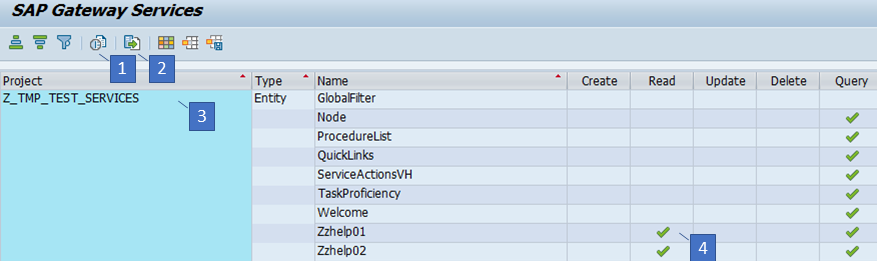 SAP Gateway Services
1 2
Project Type Name Create Read Update Delete Query
Z_TMP_TEST_SERVICES Entity GlobalFilter
3
Node
ProcedureList
QuickLinks
ServiceActionsVH
TaskProficiency
Welcome
Zzhelp01
4
Zzhelp02